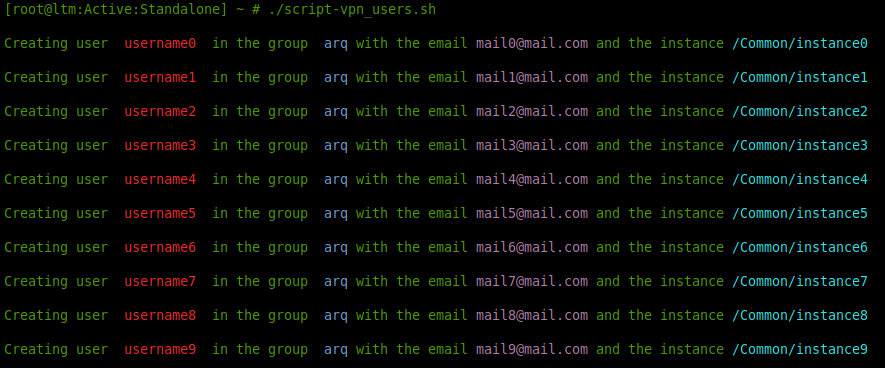 [root@ltm:Active:Standalone] ~ # ./script-vpn_users.sh
Creating user  username0  in the group  arq with the email mail0@mail.com and the instance /Common/instance0
Creating user  username1  in the group  arq with the email mail1@mail.com and the instance /Common/instance1
Creating user  username2  in the group  arq with the email mail2@mail.com and the instance /Common/instance2
Creating user  username3  in the group  arq with the email mail3@mail.com and the instance /Common/instance3
Creating user  username4  in the group  arq with the email mail4@mail.com and the instance /Common/instance4
Creating user  username5  in the group  arq with the email mail5@mail.com and the instance /Common/instance5
Creating user  username6  in the group  arq with the email mail6@mail.com and the instance /Common/instance6
Creating user  username7  in the group  arq with the email mail7@mail.com and the instance /Common/instance7
Creating user  username8  in the group  arq with the email mail8@mail.com and the instance /Common/instance8
Creating user  username9  in the group  arq with the email mail9@mail.com and the instance /Common/instance9